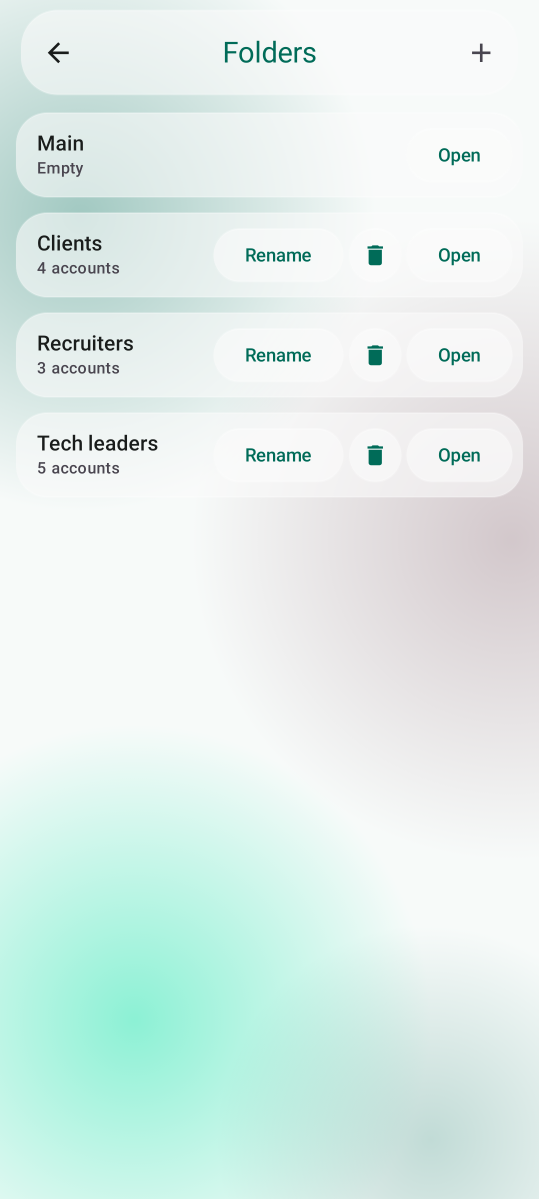 Folders
Main
Empty
Open
Clients
4 accounts
Rename
Open
Recruiters
3 accounts
Rename
Open
Tech leaders
5 accounts
Rename
Open